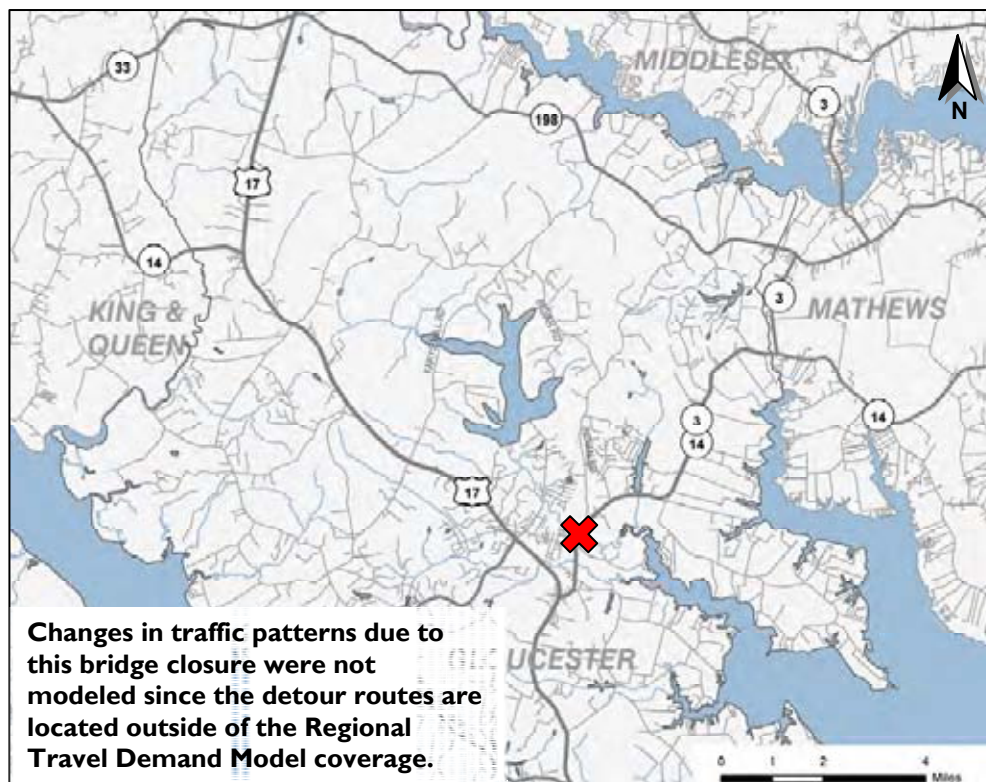 MIDDLESEX
33
3
N
198
17
14
KING &
QUEEN
3
MATHEWS
3
14
14
17
Changes in traffic patterns due to
this bridge closure were not
modeled since the detour routes are
located outside of the Regional
Travel Demand Model coverage.
UCESTER
0 1 2 4
Miles